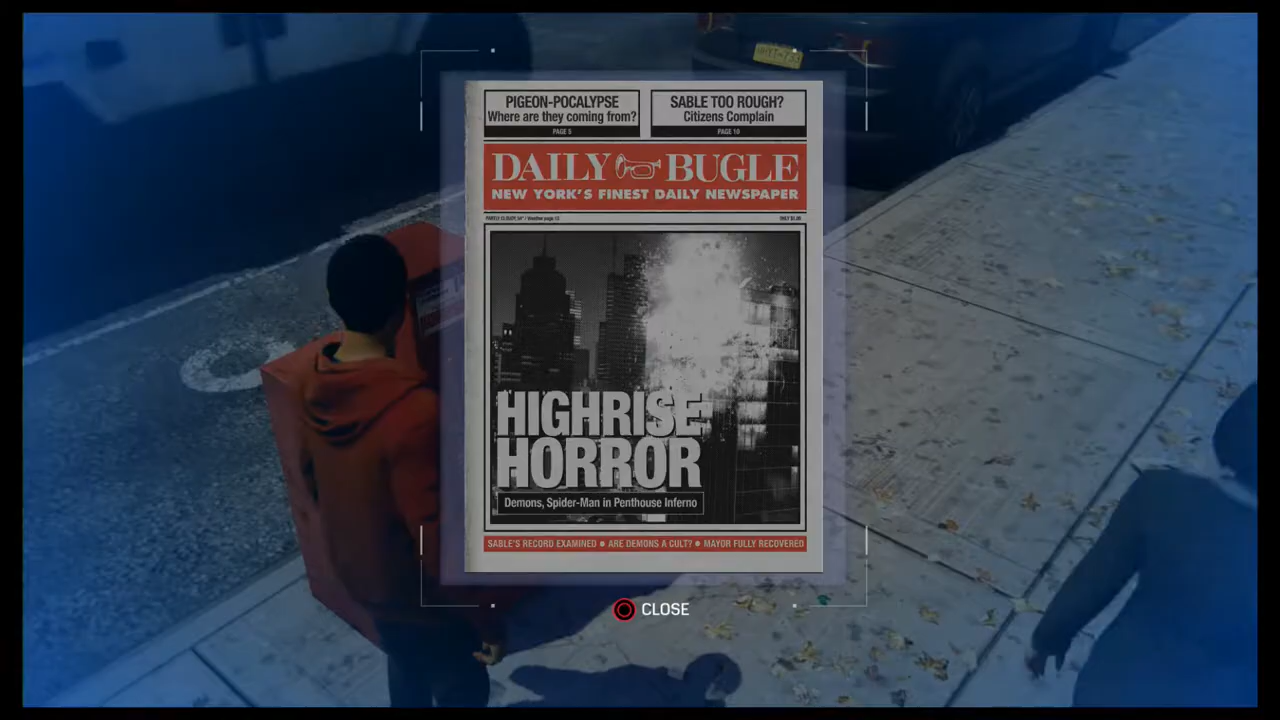 PIGEON-POCALYPSE
Where are they coming from?
PAGE 5
SABLE TOO ROUGH?
Citizens Complain
PAGE 10
DAILY BUGLE
NEW YORK'S FINEST DAILY NEWSPAPER
HIGHRISE
HORROR
Demons, Spider-Man in Penthouse Inferno
SABLE'S RECORD EXAMINED • ARE DEMONS A CULT? • MAYOR FULLY RECOVERED
CLOSE